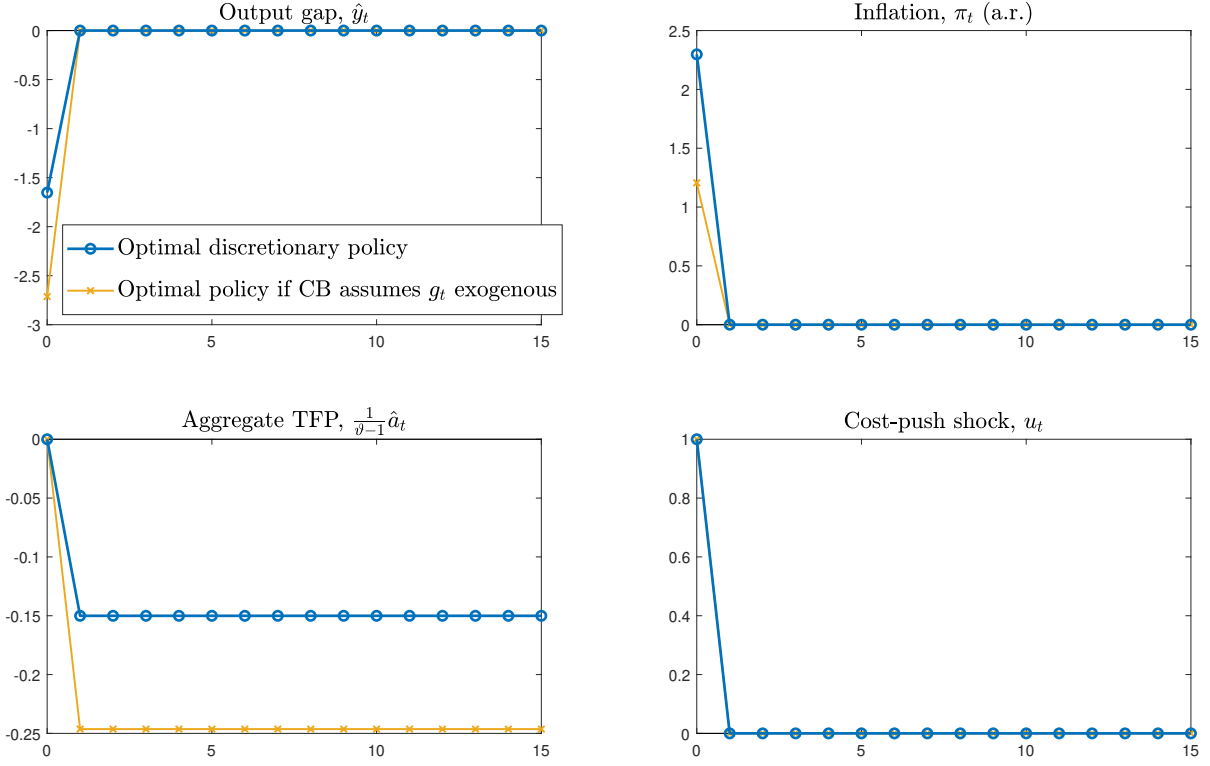 Output gap, ŷ_t
0
-0.5
-1
-1.5
-2
-2.5
-3
0 5 10 15
Optimal discretionary policy
Optimal policy if CB assumes g_t exogenous
Inflation, π_t (a.r.)
2.5
2
1.5
1
0.5
0
0 5 10 15
Aggregate TFP, \frac{1}{ϑ-1} â_t
0
-0.05
-0.1
-0.15
-0.2
-0.25
0 5 10 15
Cost-push shock, u_t
1
0.8
0.6
0.4
0.2
0
0 5 10 15